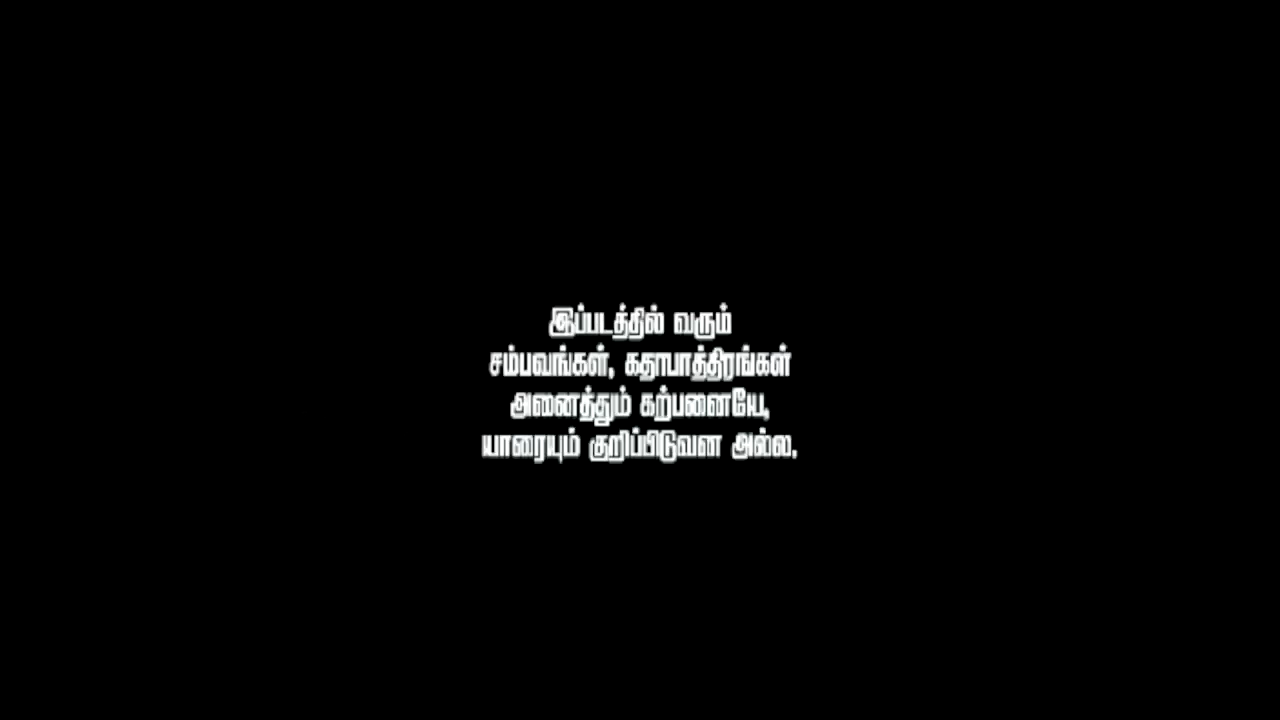 இப்படத்தில் வரும்
சம்பவங்கள், கதாபாத்திரங்கள்
அனைத்தும் கற்பனையே,
யாரையும் குறிப்பிடுவன அல்ல.